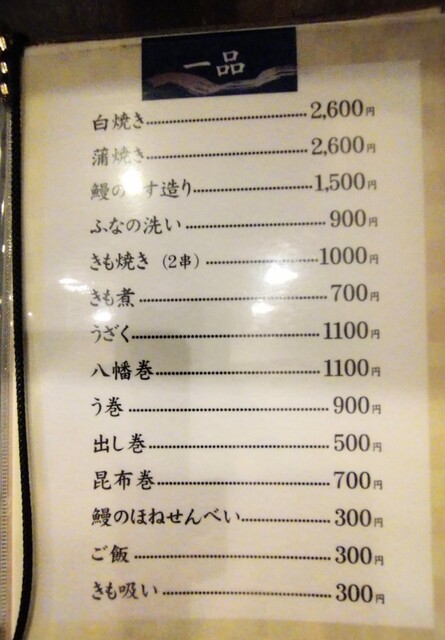 一品
白焼き 2,600円
蒲焼き 2,600円
鰻の す造り 1,500円
ふなの洗い 900円
きも焼き (2串) 1000円
きも煮 700円
うざく 1100円
八幡巻 1100円
う巻 900円
出し巻 500円
昆布巻 700円
鰻のほねせんべい 300円
ご飯 300円
きも吸い 300円